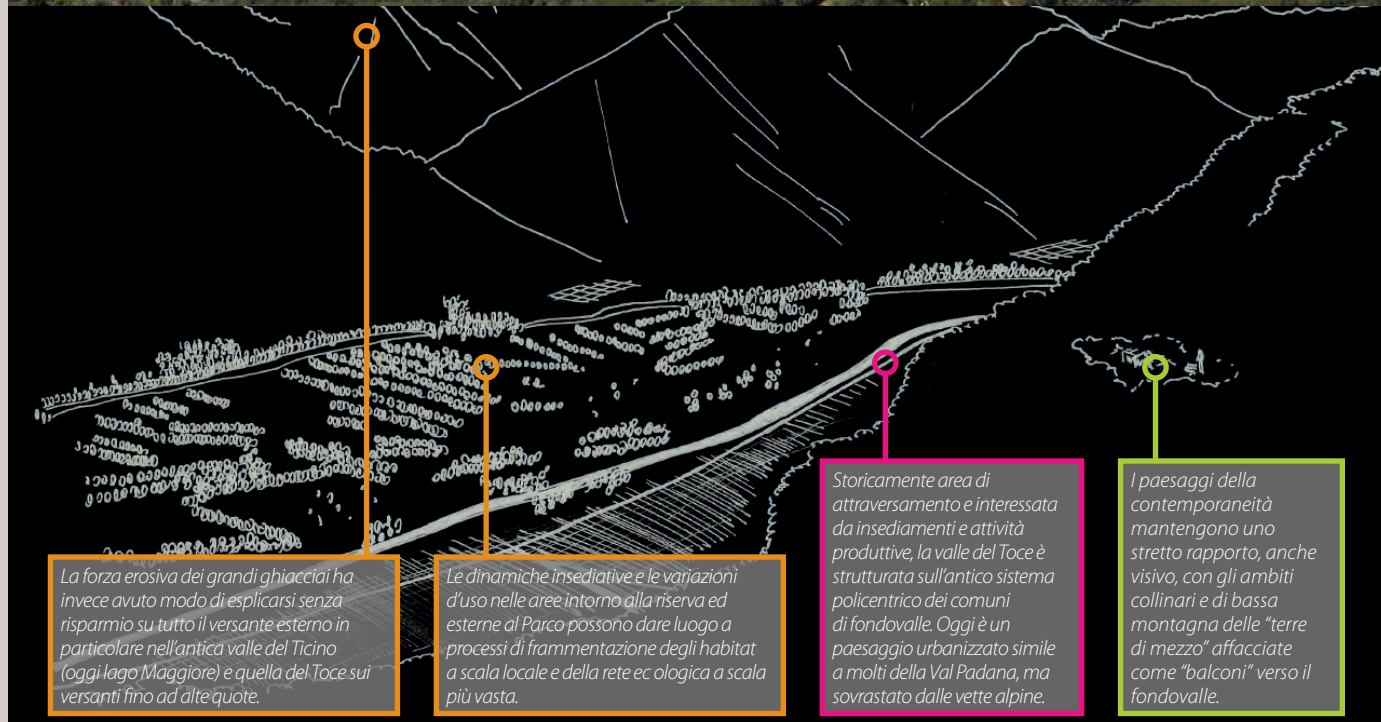 La forza erosiva dei grandi ghiacciai ha
invece avuto modo di esplicarsi senza
risparmio su tutto il versante esterno in
particolare nell'antica valle del Ticino
(oggi lago Maggiore) e quella del Toce sui
versanti fino ad alte quote.
Le dinamiche insediative e le variazioni
d'uso nelle aree intorno alla riserva ed
esterne al Parco possono dare luogo a
processi di frammentazione degli habitat
a scala locale e della rete ec ologica a scala
più vasta.
Storicamente area di
attraversamento e interessata
da insediamenti e attività
produttive, la valle del Toce è
strutturata sull'antico sistema
policentrico dei comuni
di fondovalle. Oggi è un
paesaggio urbanizzato simile
a molti della Val Padana, ma
sovrastato dalle vette alpine.
I paesaggi della
contemporaneità
mantengono uno
stretto rapporto, anche
visivo, con gli ambiti
collinari e di bassa
montagna delle “terre
di mezzo” affacciate
come “balconi” verso il
fondovalle.